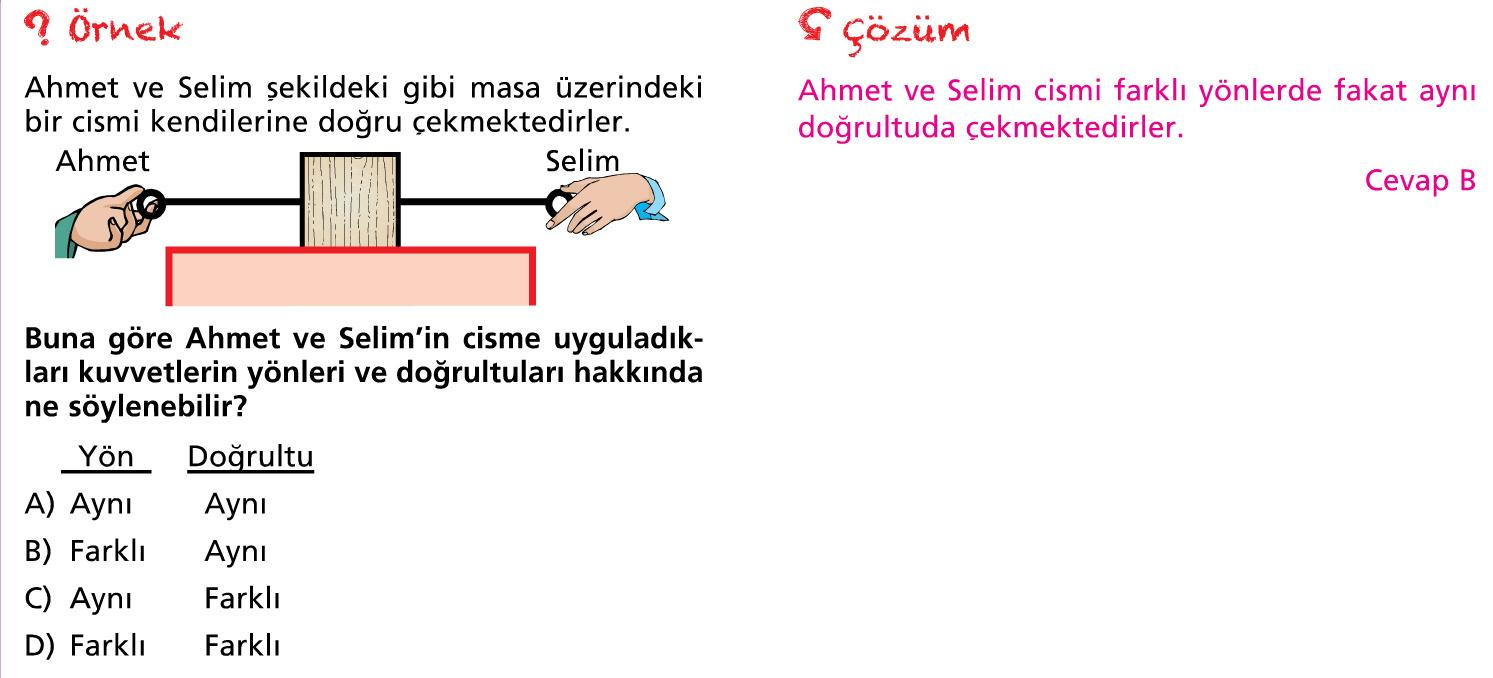 ? Örnek
Ahmet ve Selim şekildeki gibi masa üzerindeki
bir cismi kendilerine doğru çekmektedirler.
Ahmet
Selim
Buna göre Ahmet ve Selim’in cisme uyguladık-
ları kuvvetlerin yönleri ve doğrultuları hakkında
ne söylenebilir?
Yön Doğrultu
A) Aynı Aynı
B) Farklı Aynı
C) Aynı Farklı
D) Farklı Farklı
Çözüm
Ahmet ve Selim cismi farklı yönlerde fakat aynı
doğrultuda çekmektedirler.
Cevap B